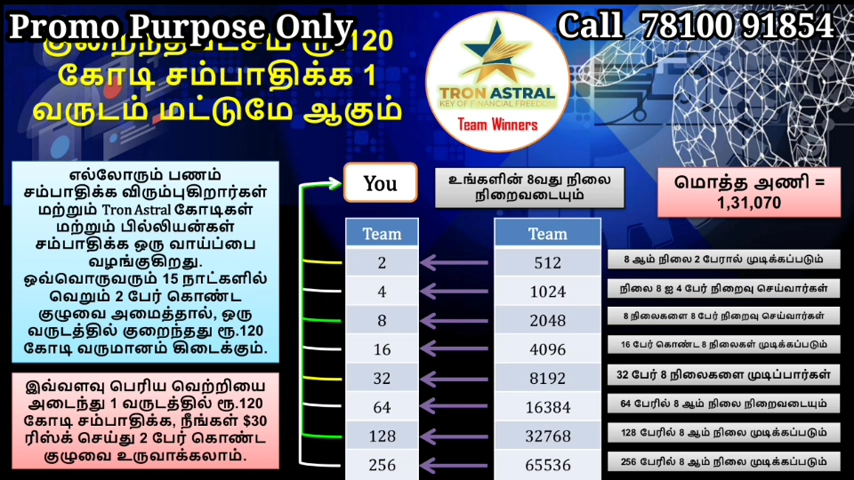 Promo Purpose Only
Call 78100 91854
ரூ.120
கோடி சம்பாதிக்க 1
வருடம் மட்டுமே ஆகும்
TRON ASTRAL
KEY OF FINANCIAL FREEDOM
Team Winners
எல்லோரும் பணம்
சம்பாதிக்க விரும்புகிறார்கள்
மற்றும் Tron Astral கோடிகள்
மற்றும் பில்லியன்கள்
சம்பாதிக்க ஒரு வாய்ப்பை
வழங்குகிறது.
ஒவ்வொருவரும் 15 நாட்களில்
வெறும் 2 பேர் கொண்ட
குழுவை அமைத்தால், ஒரு
வருடத்தில் குறைந்தது ரூ.120
கோடி வருமானம் கிடைக்கும்.
இவ்வளவு பெரிய வெற்றியை
அடைந்து 1 வருடத்தில் ரூ.120
கோடி சம்பாதிக்க, நீங்கள் $30
ரிஸ்க் செய்து 2 பேர் கொண்ட
குழுவை உருவாக்கலாம்.
You
உங்களின் 8வது நிலை
நிறைவடையும்
மொத்த அணி =
1,31,070
Team Team
2 512 8 ஆம் நிலை 2 பேரால் முடிக்கப்படும்
4 1024 நிலை 8 ஐ 4 பேர் நிறைவு செய்வார்கள்
8 2048 8 நிலைகளை 8 பேர் நிறைவு செய்வார்கள்
16 4096 16 பேர் கொண்ட 8 நிலைகள் முடிக்கப்படும்
32 8192 32 பேர் 8 நிலைகளை முடிப்பார்கள்
64 16384 64 பேரில் 8 ஆம் நிலை நிறைவடையும்
128 32768 128 பேரில் 8 ஆம் நிலை முடிக்கப்படும்
256 65536 256 பேரில் 8 ஆம் நிலை முடிக்கப்படும்